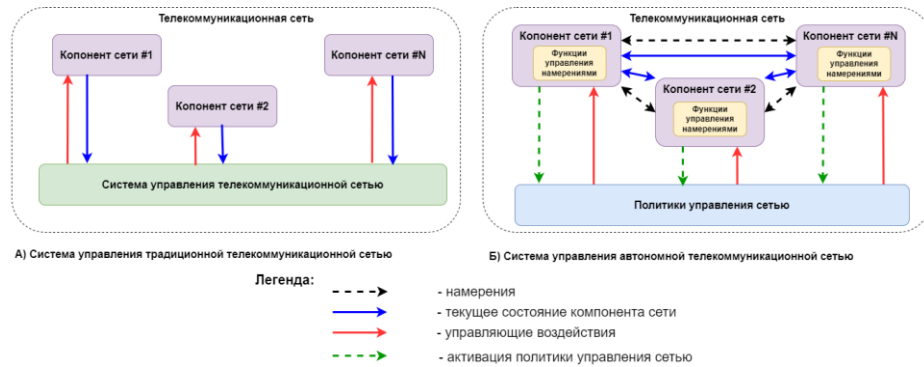 Телекоммуникационная сеть
Копонент сети #1
Копонент сети #N
Копонент сети #2
Система управления телекоммуникационной сетью
А) Система управления традиционной телекоммуникационной сетью
Телекоммуникационная сеть
Копонент сети #1
Функции
управления
намерениями
Копонент сети #N
Функции
управления
намерениями
Копонент сети #2
Функции
управления
намерениями
Политики управления сетью
Б) Система управления автономной телекоммуникационной сетью
Легенда:
- намерения
- текущее состояние компонента сети
- управляющие воздействия
- активация политики управления сетью